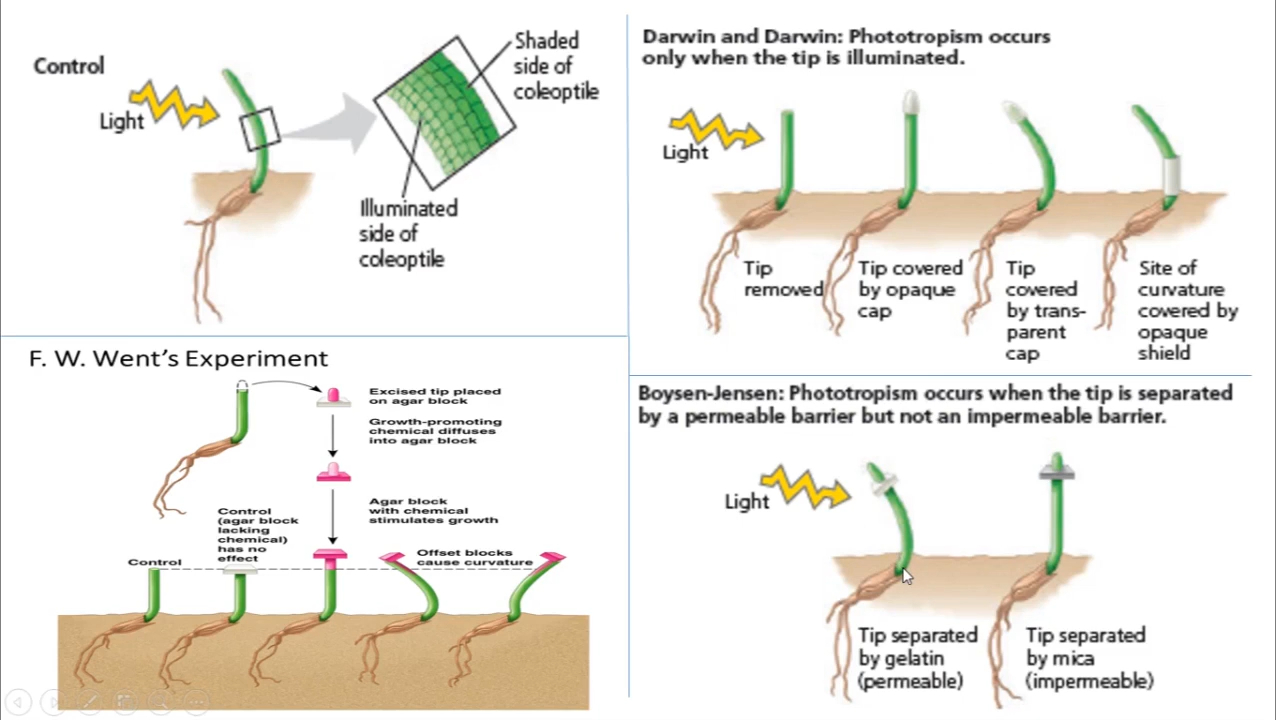 Control
Light
Shaded
side of
coleoptile
Illuminated
side of
coleoptile
Darwin and Darwin: Phototropism occurs
only when the tip is illuminated.
Light
Tip
removed
Tip covered
by opaque
cap
Tip
covered
by trans-
parent
cap
Site of
curvature
covered by
opaque
shield
F. W. Went’s Experiment
Excised tip placed
on agar block
Growth-promoting
chemical diffuses
into agar block
Agar block
with chemical
stimulates growth
Control
Control
(agar block
lacking
chemical)
has no
effect
Offset blocks
cause curvature
Boysen-Jensen: Phototropism occurs when the tip is separated
by a permeable barrier but not an impermeable barrier.
Light
Tip separated
by gelatin
(permeable)
Tip separated
by mica
(impermeable)